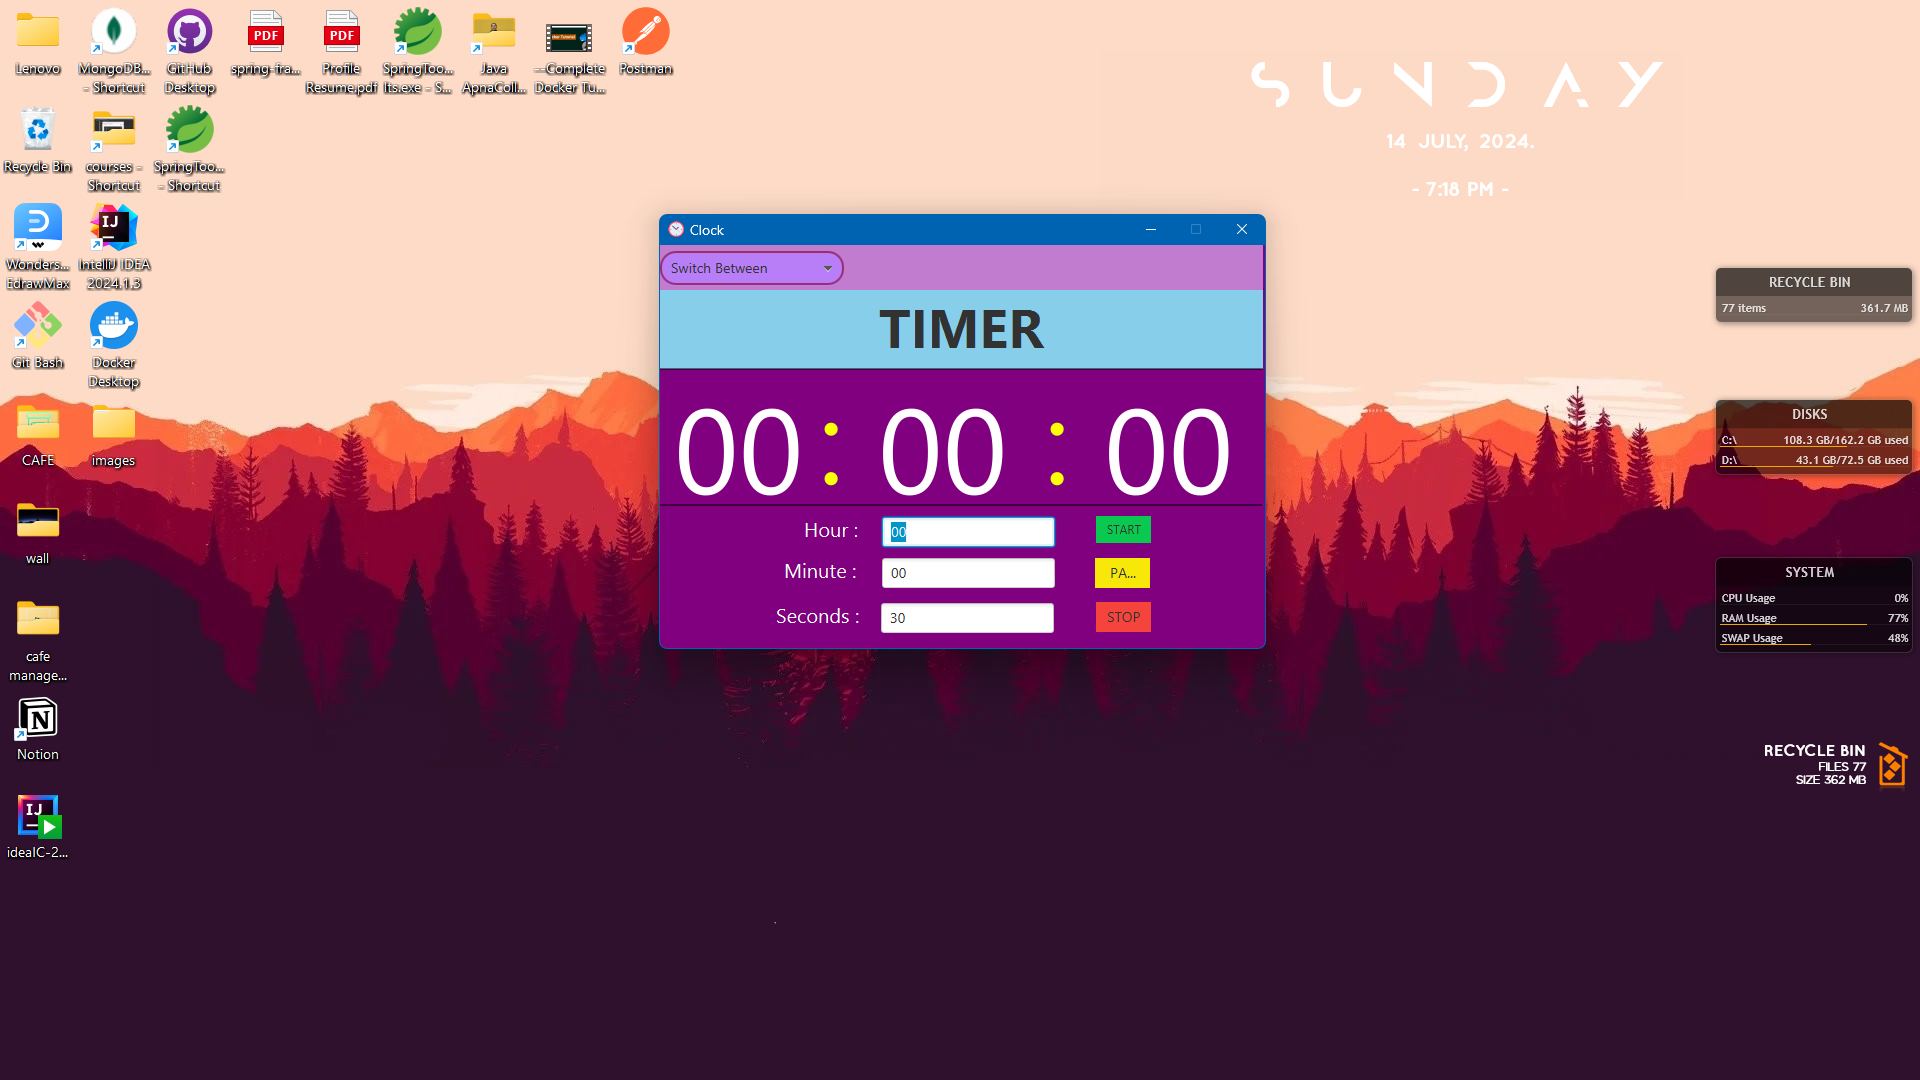 Lenovo
MongoDB...
- Shortcut
GitHub
Desktop
PDF
spring-fra...
PDF
Profile
Resume.pdf
SpringToo...
lts.exe - S...
Java
ApnaColl...
--Complete
Docker Tu...
Postman
SUNDAY
14 JULY, 2024.
- 7:18 PM -
Recycle Bin
courses -
Shortcut
SpringToo...
- Shortcut
Wonders...
EdrawMax
IJ
IntelliJ IDEA
2024.1.3
Git Bash
Docker
Desktop
CAFE
images
wall
cafe
manage...
Notion
IJ
ideaIC-2...
Clock
Switch Between
TIMER
00 : 00 : 00
Hour : 00 START
Minute : 00 PA...
Seconds : 30 STOP
RECYCLE BIN
77 items 361.7 MB
DISKS
C:\ 108.3 GB/162.2 GB used
D:\ 43.1 GB/72.5 GB used
SYSTEM
CPU Usage 0%
RAM Usage 77%
SWAP Usage 48%
RECYCLE BIN
FILES 77
SIZE 362 MB